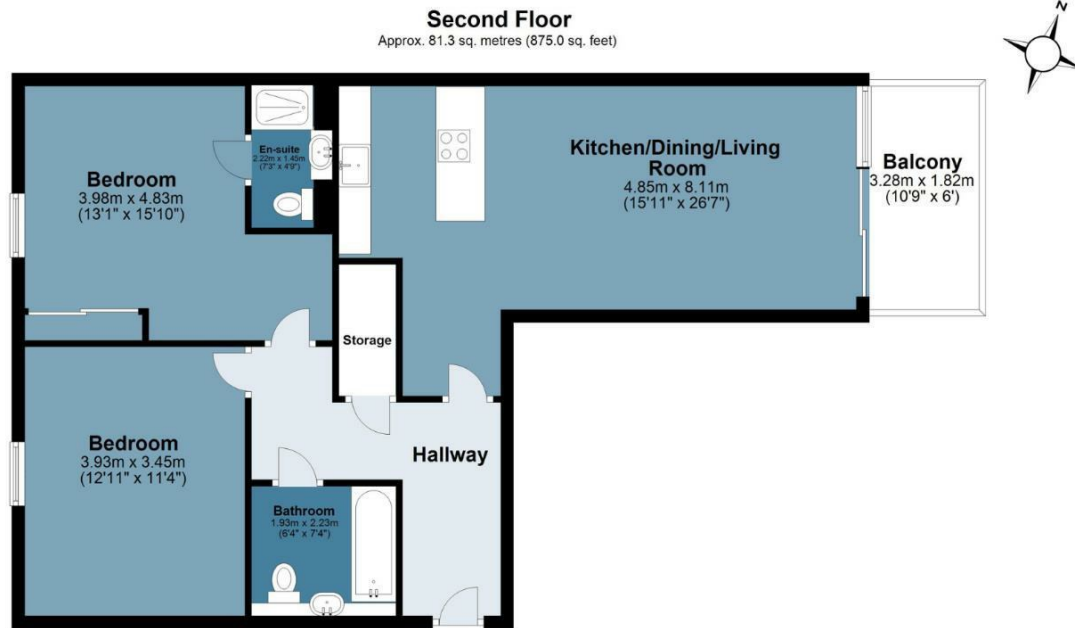 Second Floor
Approx. 81.3 sq. metres (875.0 sq. feet)
N
En-suite
2.22m x 1.45m
(7'3" x 4'9")
Bedroom
3.98m x 4.83m
(13'1" x 15'10")
Kitchen/Dining/Living
Room
4.85m x 8.11m
(15'11" x 26'7")
Balcony
3.28m x 1.82m
(10'9" x 6')
Storage
Bedroom
3.93m x 3.45m
(12'11" x 11'4")
Hallway
Bathroom
1.93m x 2.23m
(6'4" x 7'4")